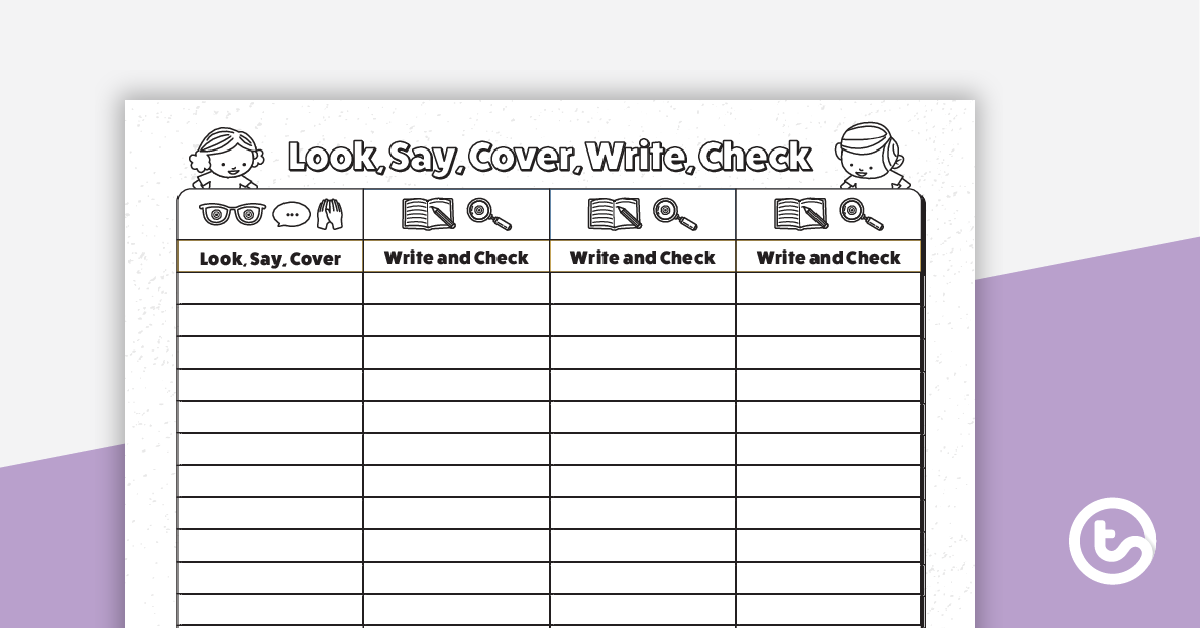 Look, Say, Cover, Write, Check
Look, Say, Cover
Write and Check
Write and Check
Write and Check